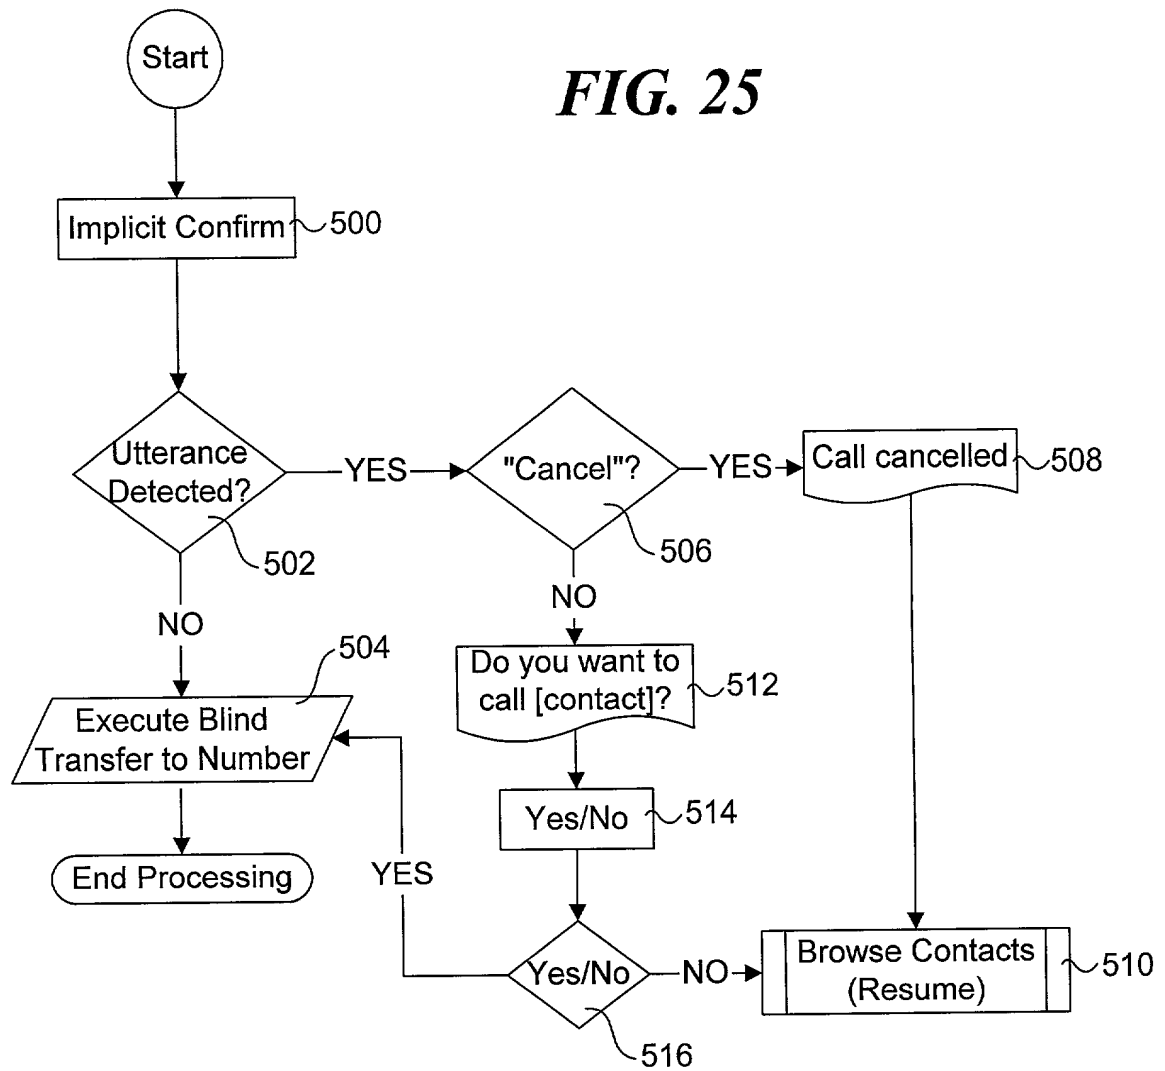 Start
FIG. 25
Implicit Confirm
500
Utterance
Detected?
502
YES
"Cancel"?
506
YES
Call cancelled
508
NO
NO
504
Execute Blind
Transfer to Number
Do you want to
call [contact]?
512
Yes/No
514
End Processing
YES
Yes/No
516
NO
Browse Contacts
(Resume)
510